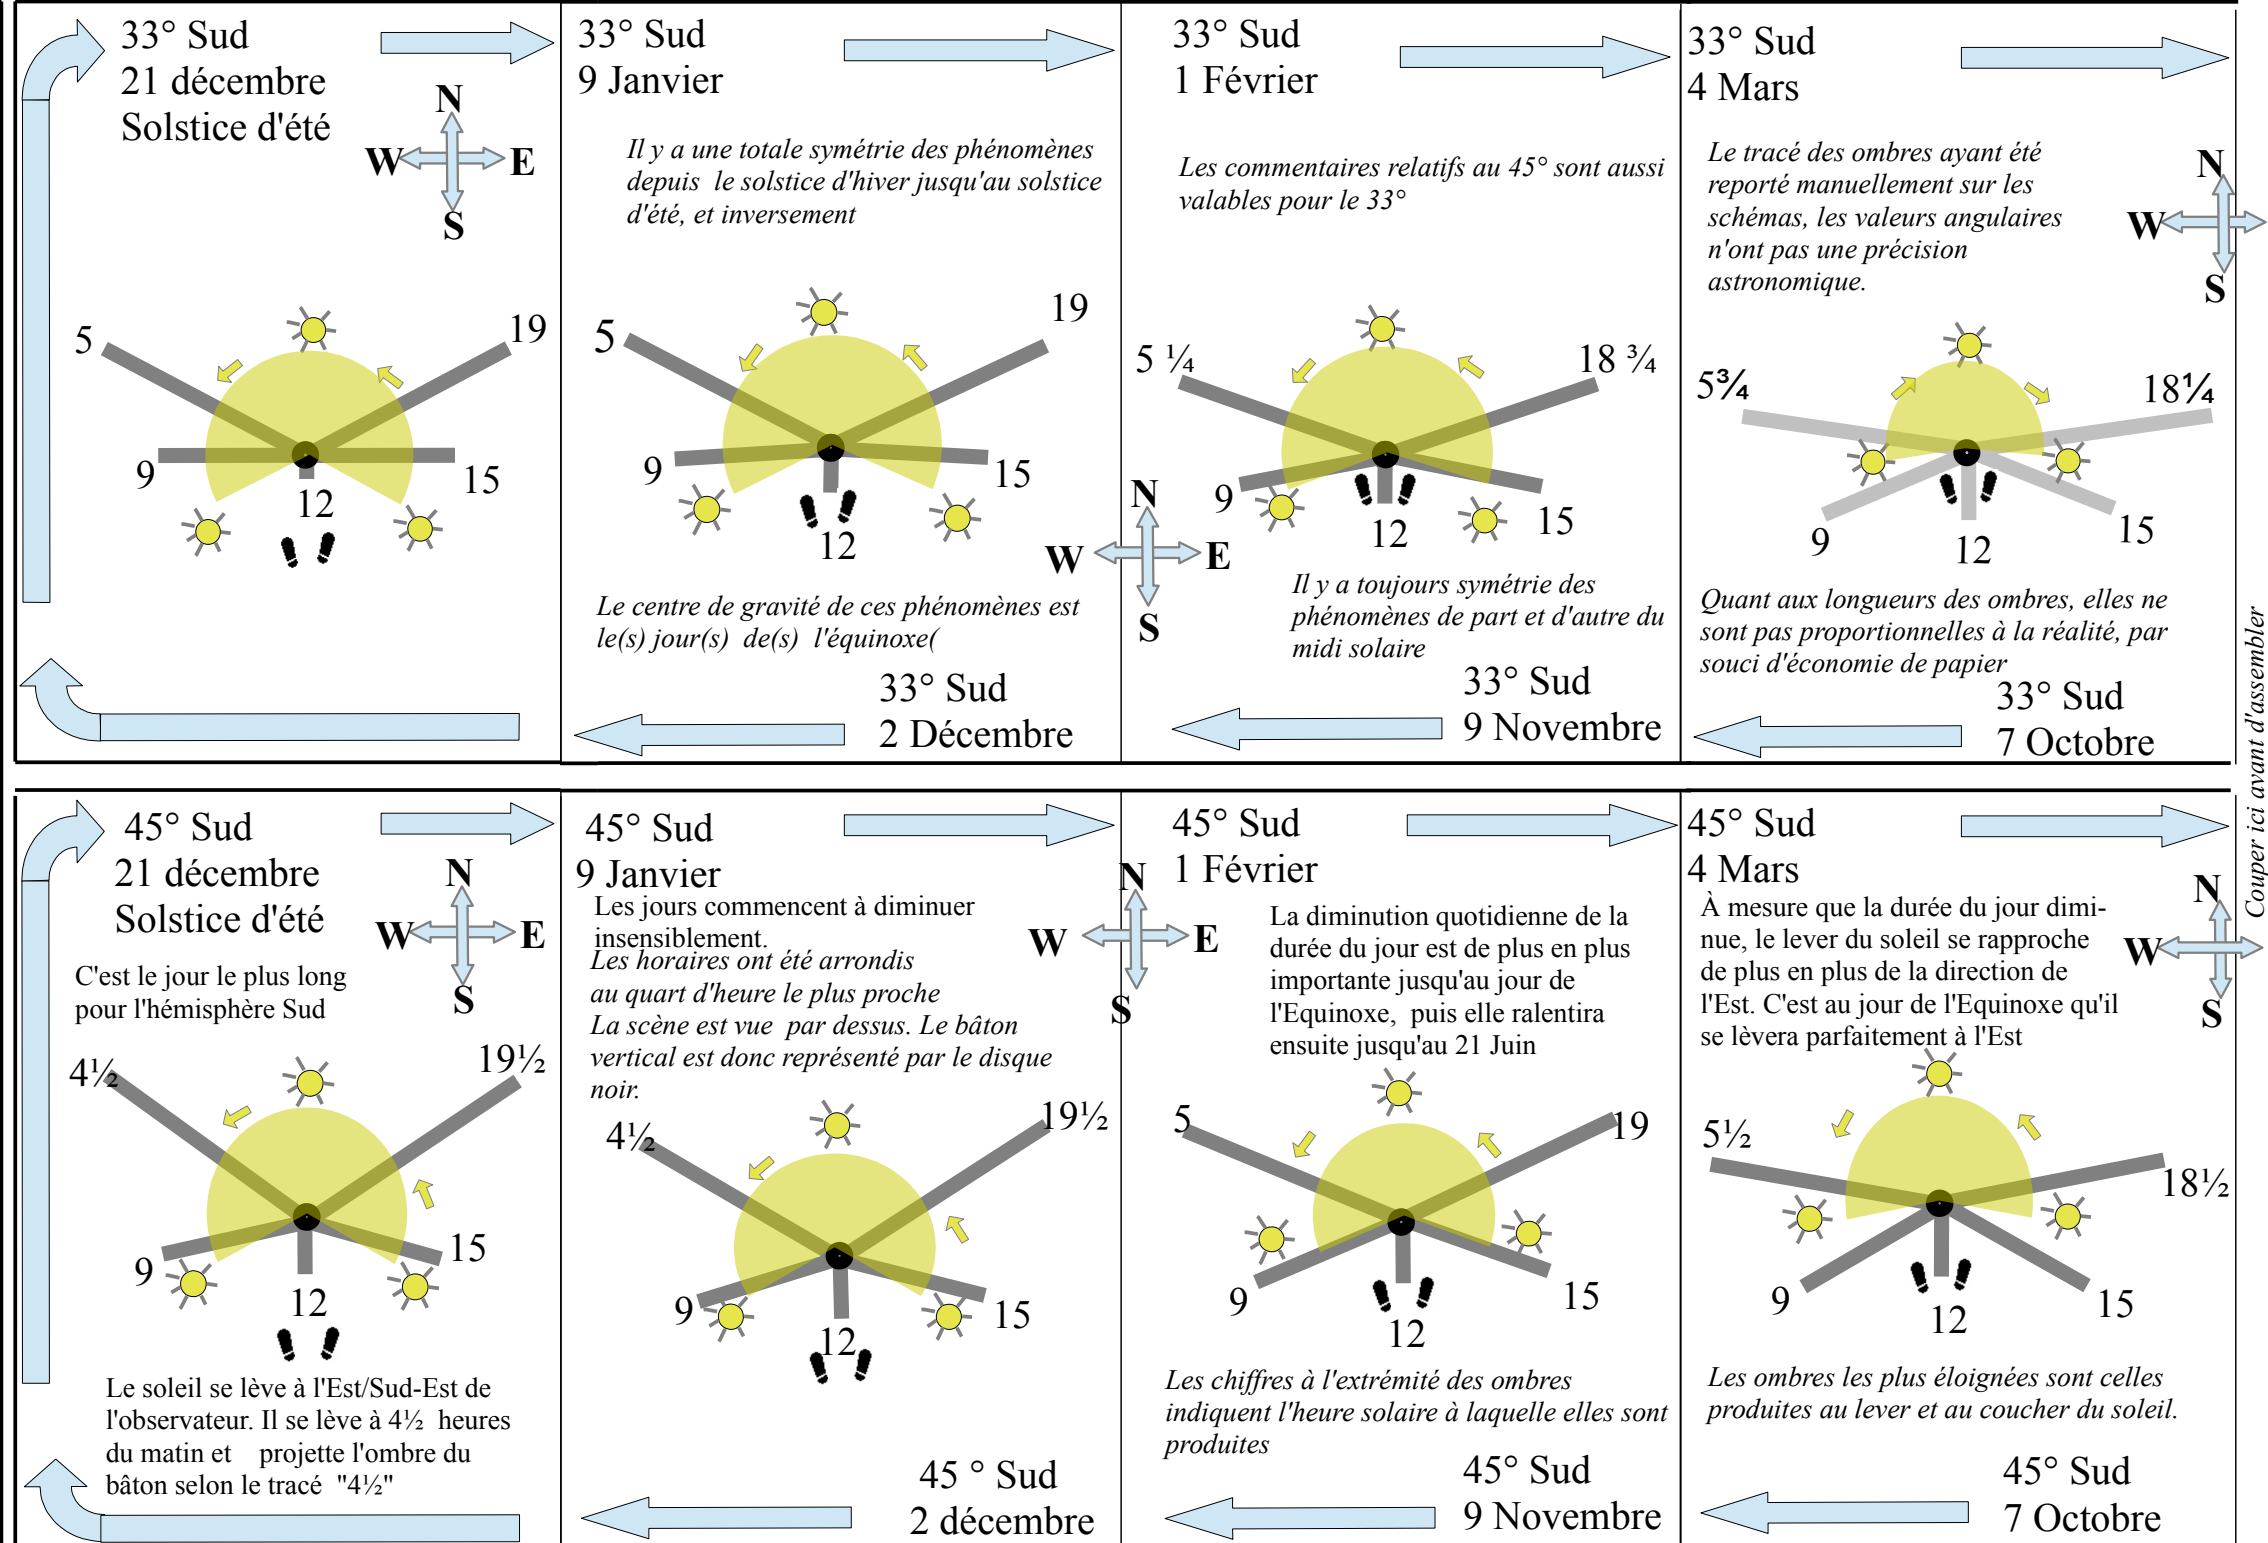 33° Sud
21 décembre
Solstice d'été
N
W
E
S
5
19
9
15
12
33° Sud
9 Janvier
Il y a une totale symétrie des phénomènes
depuis le solstice d'hiver jusqu'au solstice
d'été, et inversement
5
19
9
15
12
Le centre de gravité de ces phénomènes est
le(s) jour(s) de(s) l'équinoxe(
33° Sud
2 Décembre
N
W
E
S
33° Sud
1 Février
Les commentaires relatifs au 45° sont aussi
valables pour le 33°
5 ¼
18 ¾
9
15
12
Il y a toujours symétrie des
phénomènes de part et d'autre du
midi solaire
33° Sud
9 Novembre
33° Sud
4 Mars
Le tracé des ombres ayant été
reporté manuellement sur les
schémas, les valeurs angulaires
n'ont pas une précision
astronomique.
N
W
S
5¾
18¼
9
15
12
Quant aux longueurs des ombres, elles ne
sont pas proportionnelles à la réalité, par
souci d'économie de papier
33° Sud
7 Octobre
Couper ici avant d'assembler
45° Sud
21 décembre
Solstice d'été
N
W
E
S
C'est le jour le plus long
pour l'hémisphère Sud
4½
19½
9
15
12
Le soleil se lève à l'Est/Sud-Est de
l'observateur. Il se lève à 4½ heures
du matin et projette l'ombre du
bâton selon le tracé "4½"
45° Sud
9 Janvier
Les jours commencent à diminuer
insensiblement.
Les horaires ont été arrondis
au quart d'heure le plus proche
La scène est vue par dessus. Le bâton
vertical est donc représenté par le disque
noir.
4½
19½
9
15
12
45 ° Sud
2 décembre
N
W
E
S
45° Sud
1 Février
La diminution quotidienne de la
durée du jour est de plus en plus
importante jusqu'au jour de
l'Equinoxe, puis elle ralentira
ensuite jusqu'au 21 Juin
5
19
9
15
12
Les chiffres à l'extrémité des ombres
indiquent l'heure solaire à laquelle elles sont
produites
45° Sud
9 Novembre
45° Sud
4 Mars
À mesure que la durée du jour dimi-
nue, le lever du soleil se rapproche
de plus en plus de la direction de
l'Est. C'est au jour de l'Equinoxe qu'il
se lèvera parfaitement à l'Est
N
W
S
5½
18½
9
15
12
Les ombres les plus éloignées sont celles
produites au lever et au coucher du soleil.
45° Sud
7 Octobre